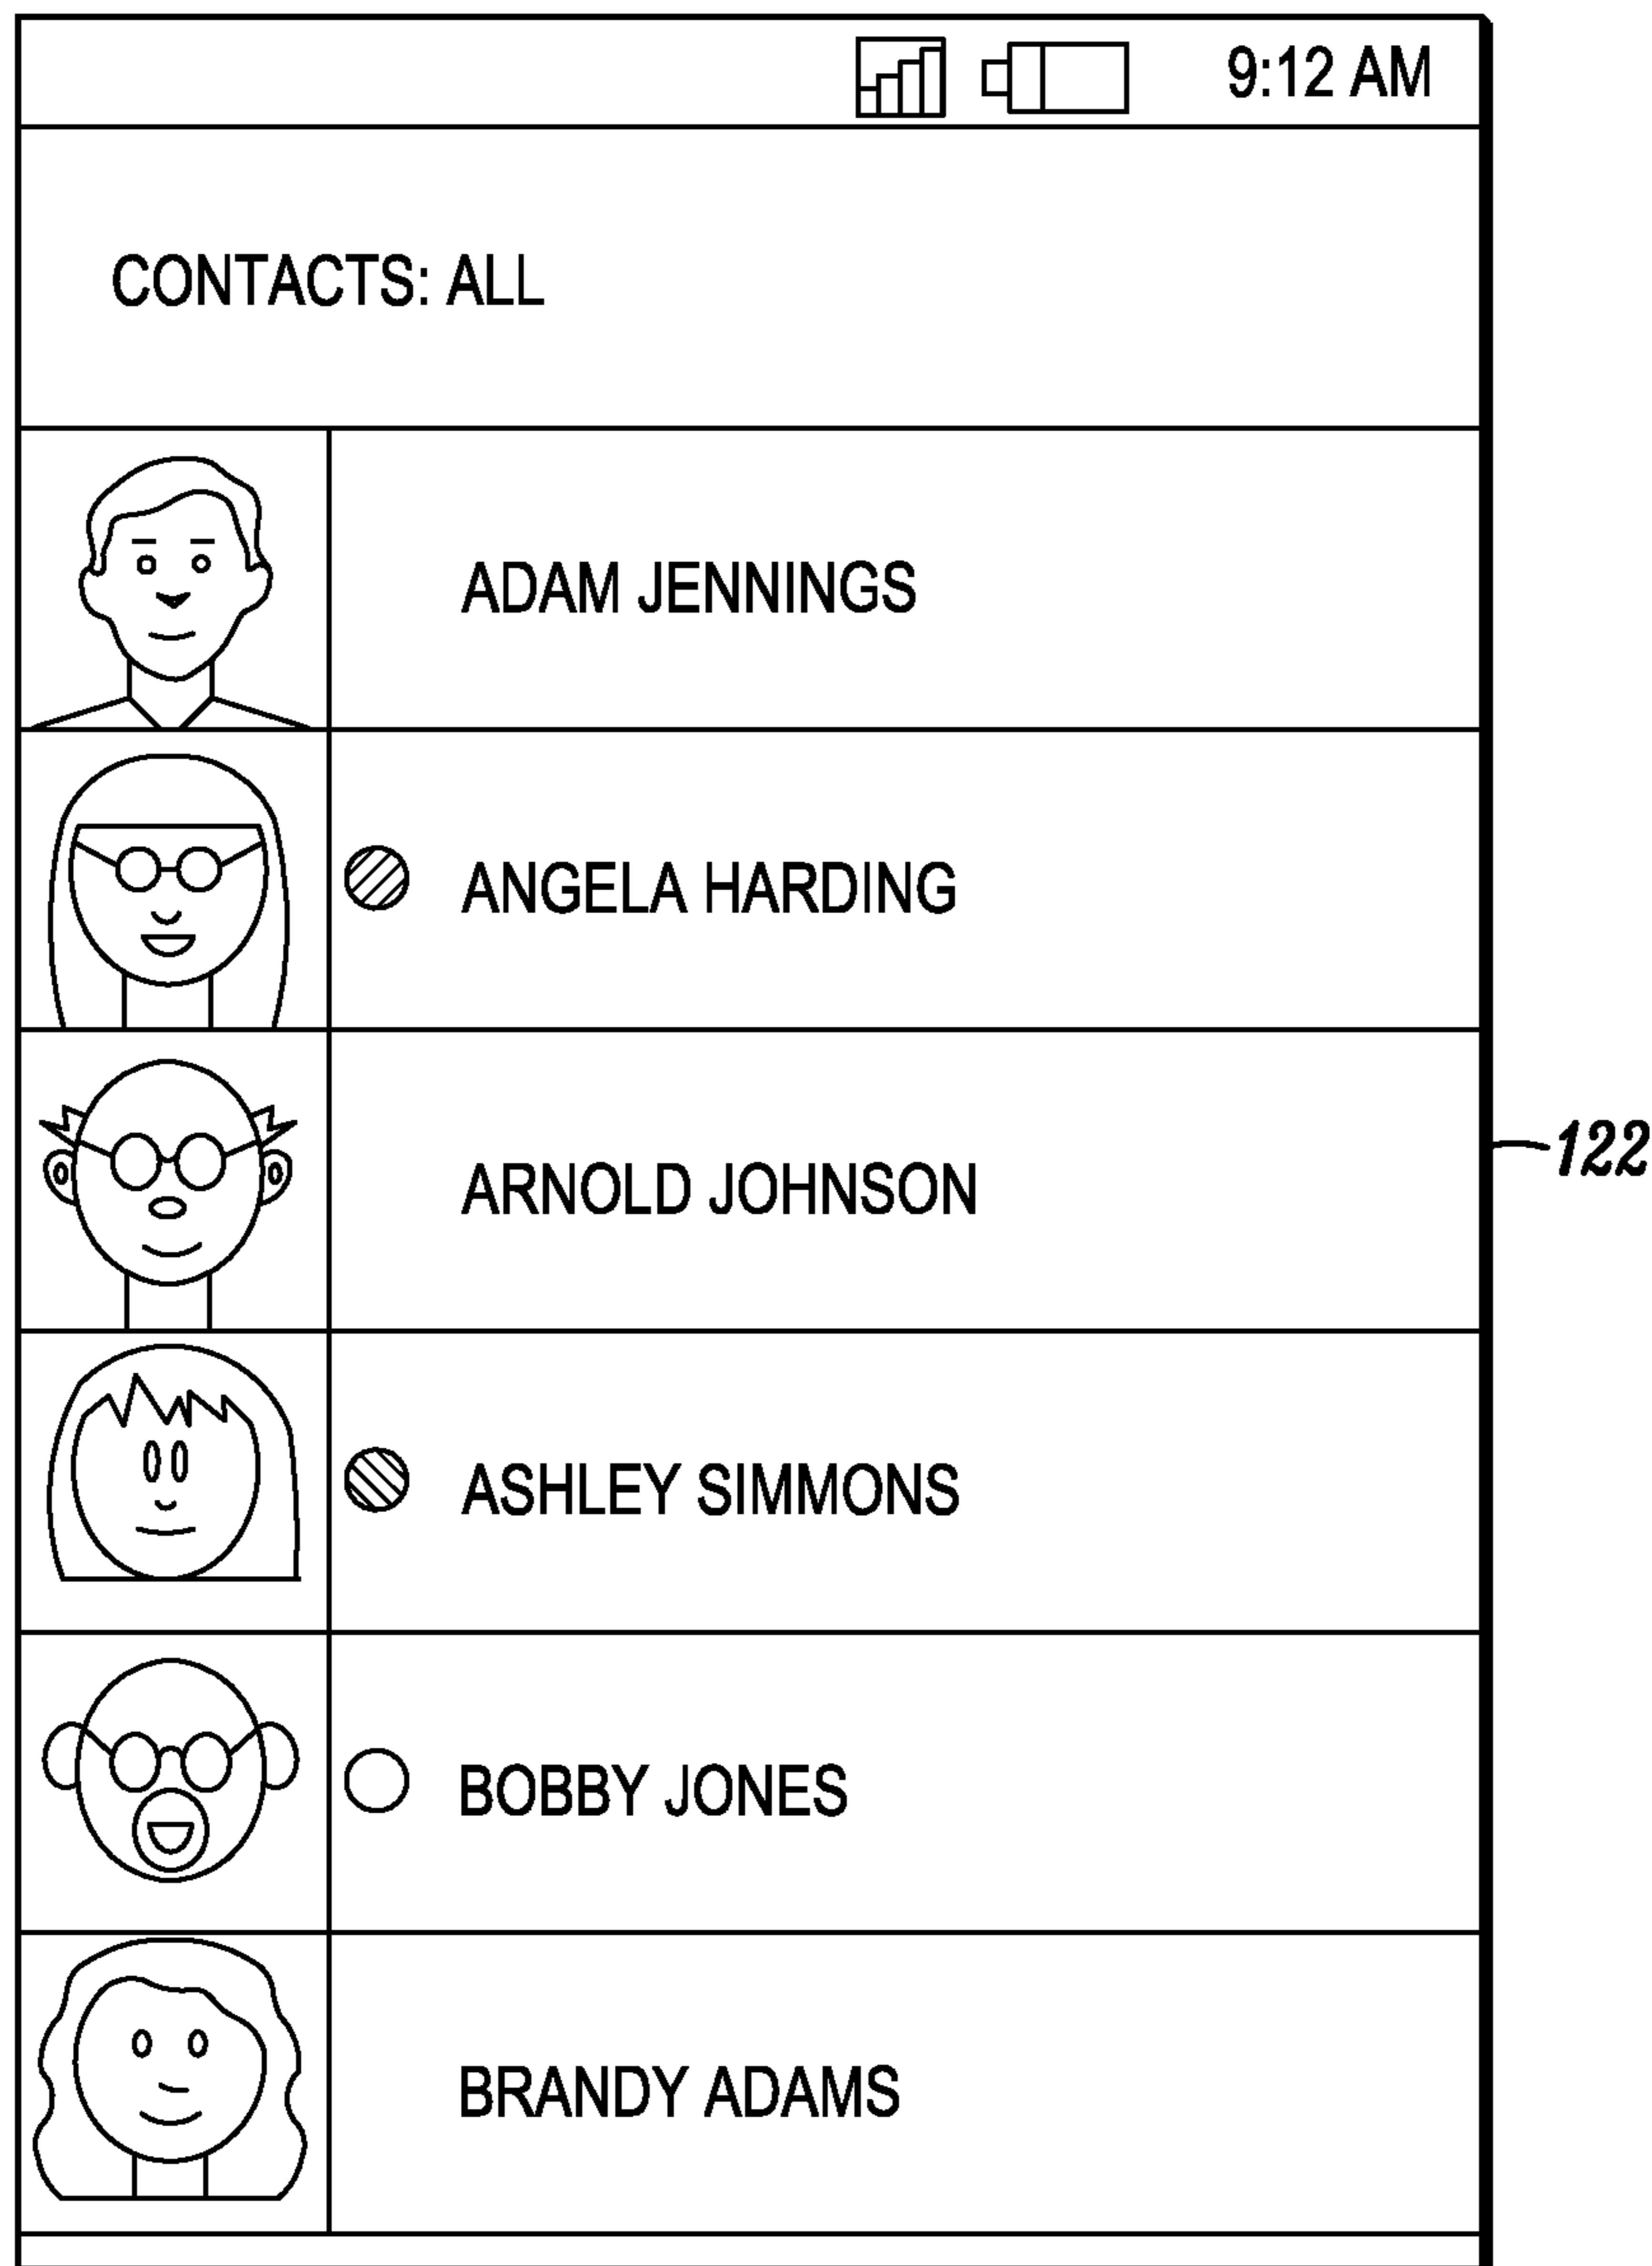 9:12 AM
CONTACTS: ALL
ADAM JENNINGS
ANGELA HARDING
ARNOLD JOHNSON
122
ASHLEY SIMMONS
BOBBY JONES
BRANDY ADAMS